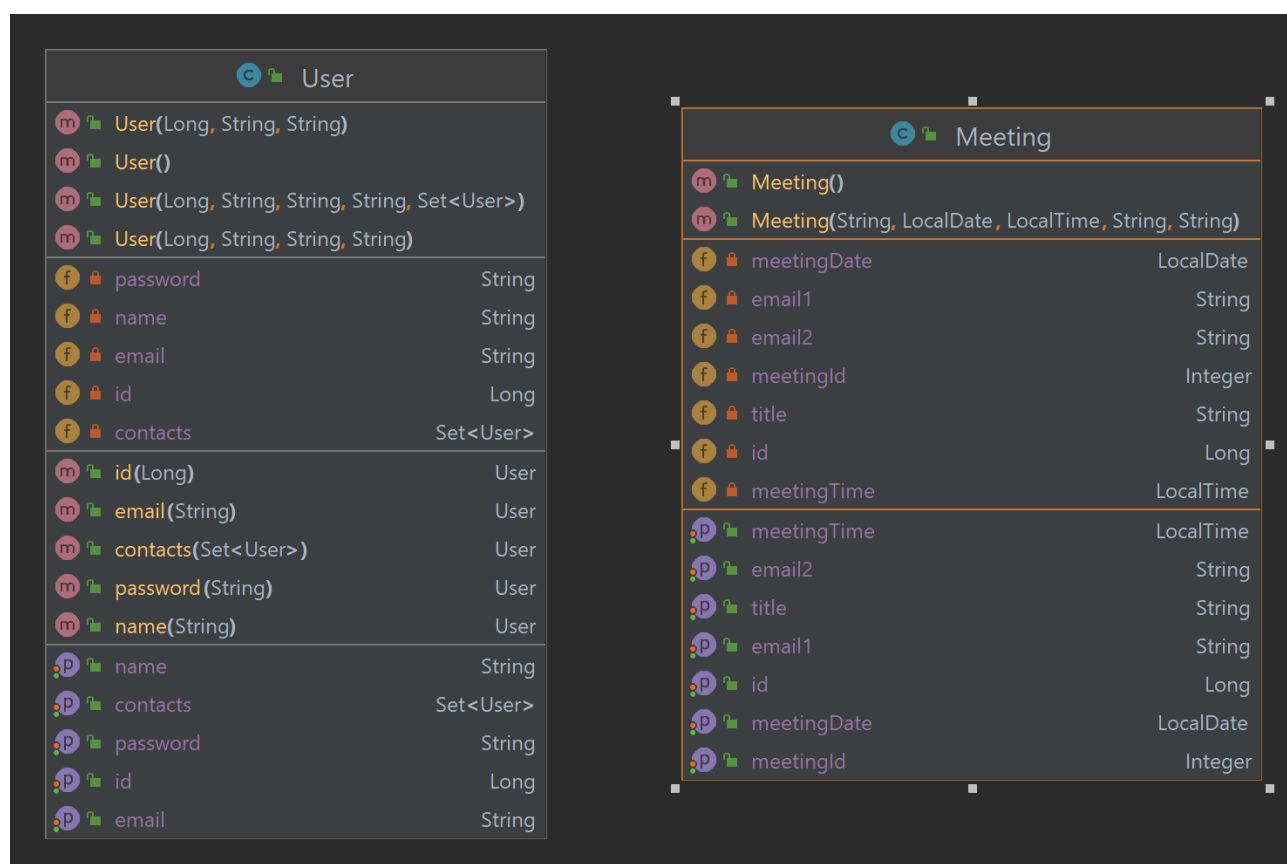 User
User(Long, String, String)
User()
User(Long, String, String, String, Set<User>)
User(Long, String, String, String)
password String
name String
email String
id Long
contacts Set<User>
id(Long) User
email(String) User
contacts(Set<User>) User
password(String) User
name(String) User
name String
contacts Set<User>
password String
id Long
email String
Meeting
Meeting()
Meeting(String, LocalDate, LocalTime, String, String)
meetingDate LocalDate
email1 String
email2 String
meetingId Integer
title String
id Long
meetingTime LocalTime
meetingTime LocalTime
email2 String
title String
email1 String
id Long
meetingDate LocalDate
meetingId Integer